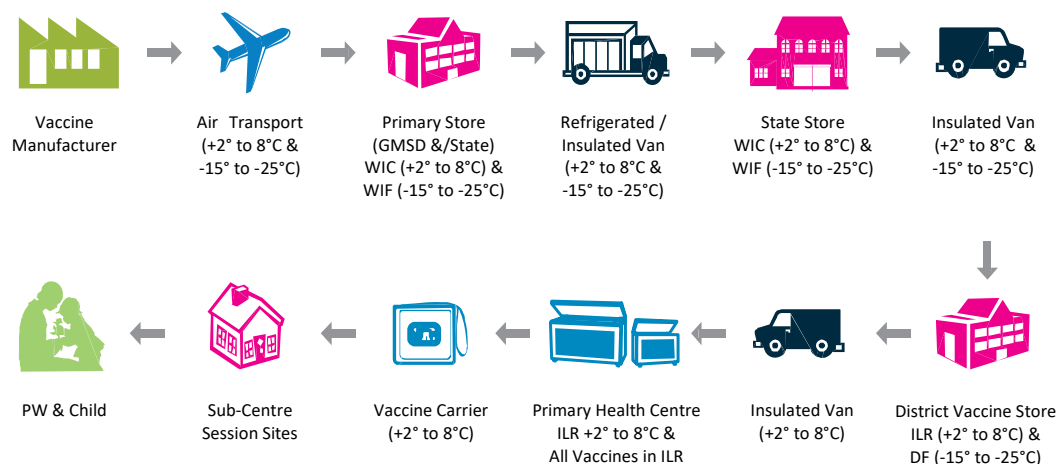 Vaccine
Manufacturer
Air Transport
(+2° to 8°C &
-15° to -25°C)
Primary Store
(GMSD &/State)
WIC (+2° to 8°C) &
WIF (-15° to -25°C)
Refrigerated /
Insulated Van
(+2° to 8°C &
-15° to -25°C)
State Store
WIC (+2° to 8°C) &
WIF (-15° to -25°C)
Insulated Van
(+2° to 8°C &
-15° to -25°C)
PW & Child
Sub-Centre
Session Sites
Vaccine Carrier
(+2° to 8°C)
Primary Health Centre
ILR +2° to 8°C &
All Vaccines in ILR
Insulated Van
(+2° to 8°C)
District Vaccine Store
ILR (+2° to 8°C) &
DF (-15° to -25°C)